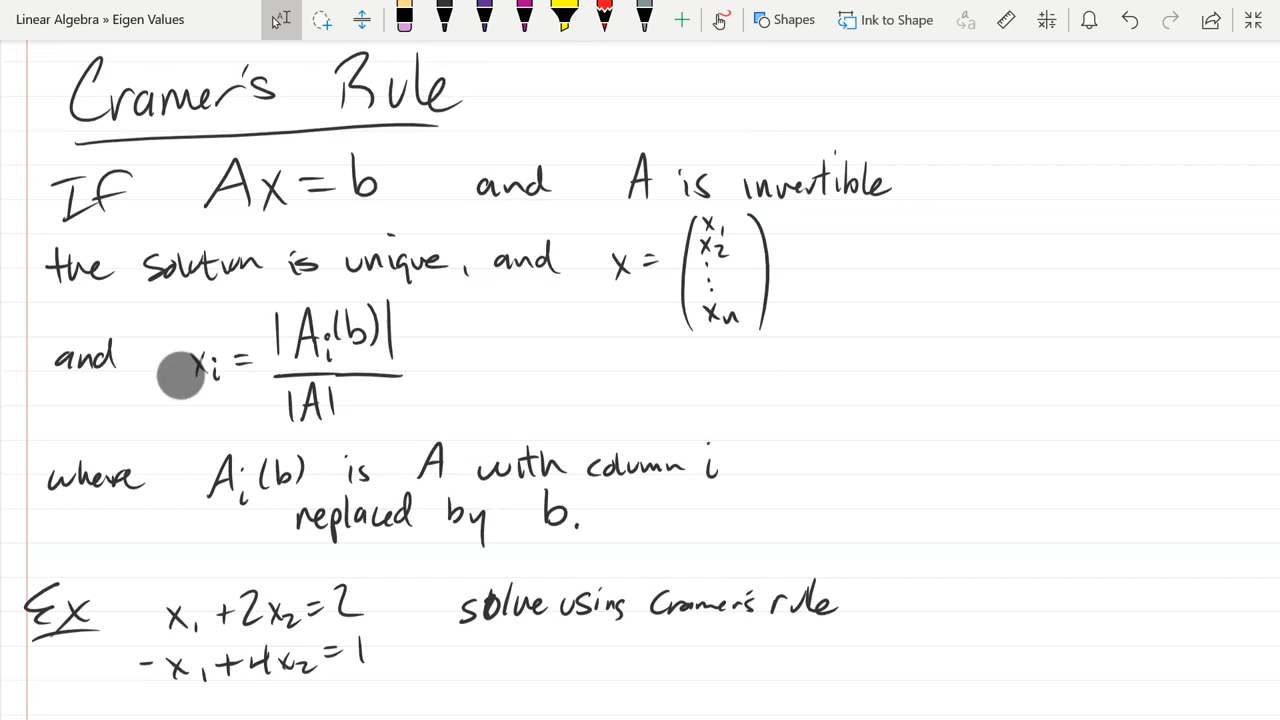 Linear Algebra » Eigen Values
Shapes
Ink to Shape
Cramer's Rule
If Ax = b and A is invertible
the solution is unique, and x = (x₁ x₂ ⋮ xₙ)
and xᵢ = |Aᵢ(b)| / |A|
where Aᵢ(b) is A with column i
replaced by b.
Ex x₁ + 2x₂ = 2 solve using Cramer's rule
-x₁ + 4x₂ = 1